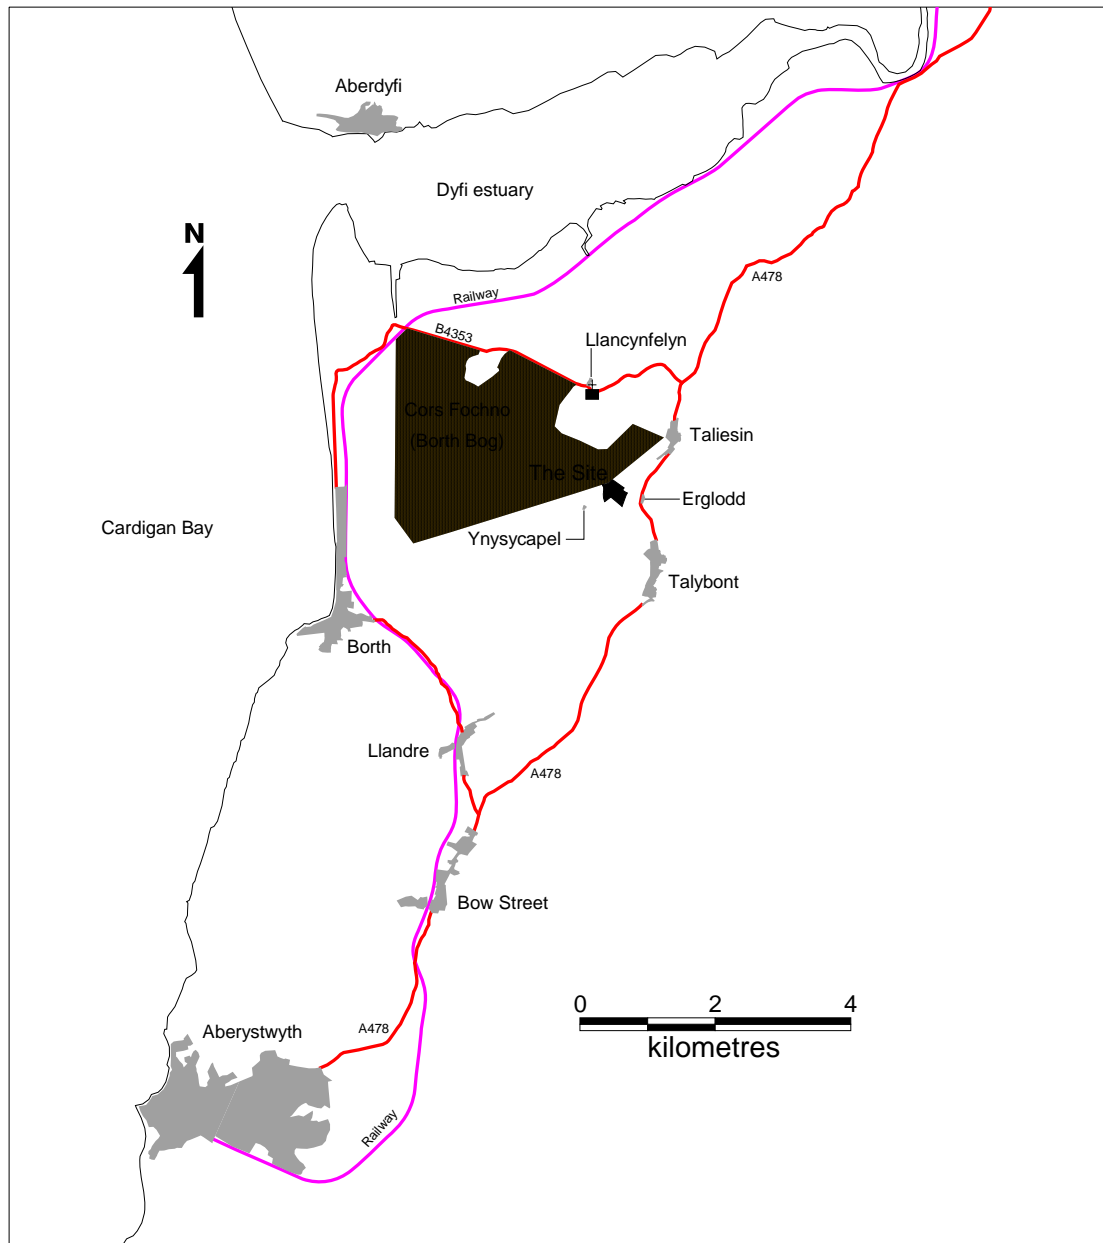 Aberdyfi
Dyfi estuary
N
A478
Railway
B4353
Llancynfelyn
Cors Fochno
(Borth Bog)
Taliesin
The Site
Erglodd
Cardigan Bay
Ynysycapel
Talybont
Borth
Llandre
A478
Bow Street
0 2 4
kilometres
Aberystwyth
A478
Railway